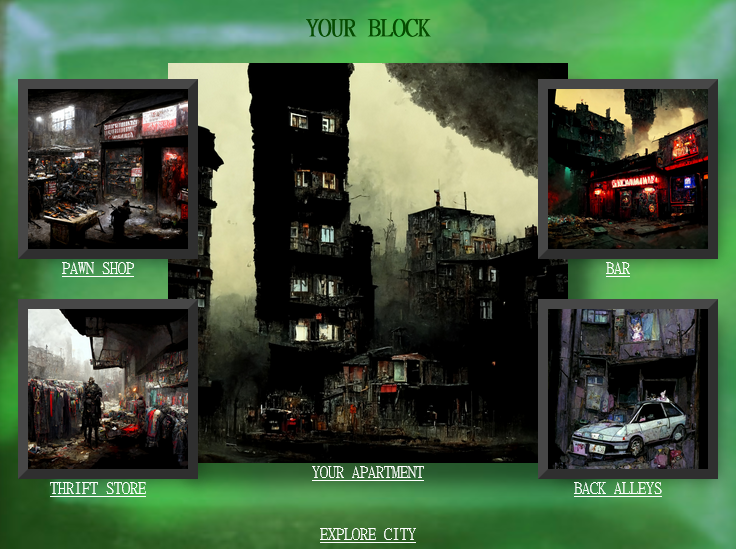 YOUR BLOCK
PAWN SHOP
BAR
THRIFT STORE
YOUR APARTMENT
BACK ALLEYS
EXPLORE CITY